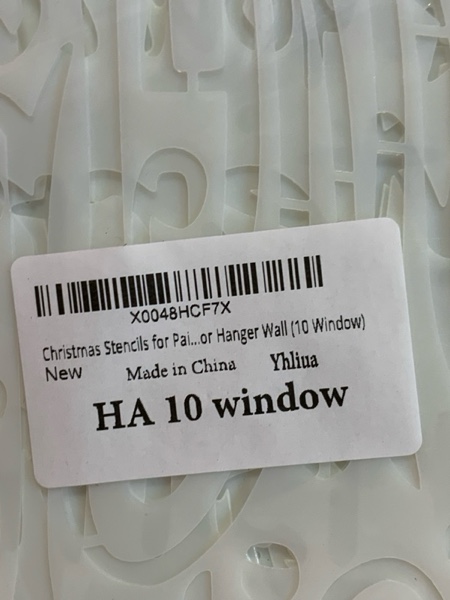 X0048HCF7X
Christmas Stencils for Pai...or Hanger Wall (10 Window)
New Made in China Yhliua
HA 10 window